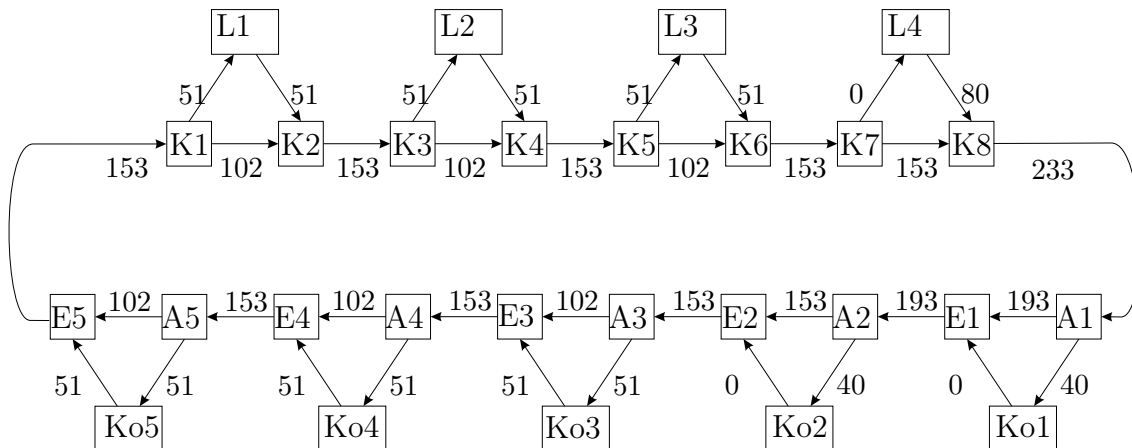 L1 L2 L3 L4
51 51 51 51 51 51 0 80
K1 K2 K3 K4 K5 K6 K7 K8
153 102 153 102 153 102 153 153 233
102 153 102 153 102 153 153 193 193
E5 A5 E4 A4 E3 A3 E2 A2 E1 A1
51 51 51 51 51 51 0 40 0 40
Ko5 Ko4 Ko3 Ko2 Ko1